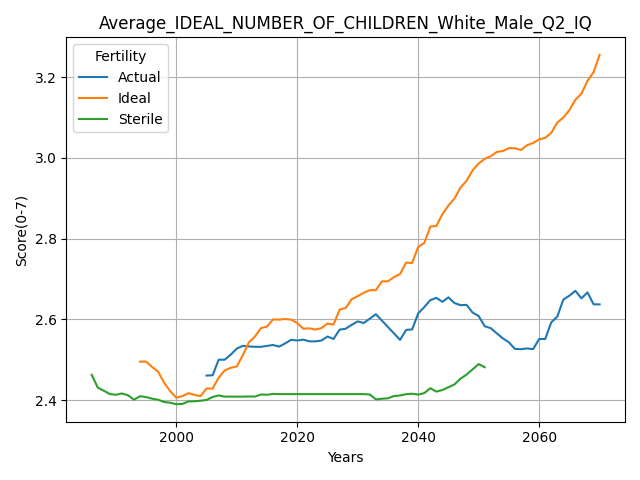 Average_IDEAL_NUMBER_OF_CHILDREN_White_Male_Q2_IQ
Fertility
Actual
Ideal
Sterile
Score(0-7)
3.2
3.0
2.8
2.6
2.4
2000
2020
2040
2060
Years